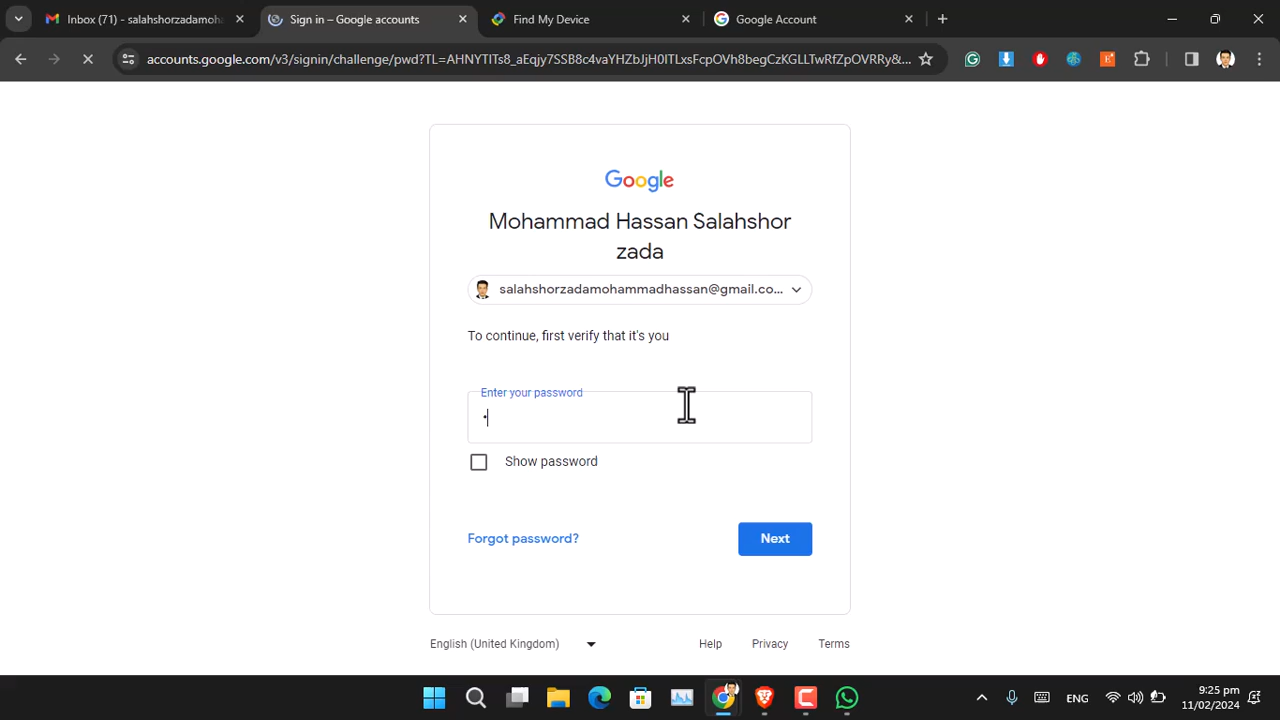 Inbox (71) - salahshorzadamoha
Sign in – Google accounts
Find My Device
Google Account
accounts.google.com/v3/signin/challenge/pwd?TL=AHNYTITs8_aEqjy7SSB8c4vaYHZbJjH0ITLxsFcpOVh8begCzKGLLTwRfZpOVRRy&...
Google
Mohammad Hassan Salahshor
zada
salahshorzadamohammadhassan@gmail.co...
To continue, first verify that it's you
Enter your password
Show password
Forgot password?
Next
English (United Kingdom)
Help
Privacy
Terms
ENG
9:25 pm
11/02/2024